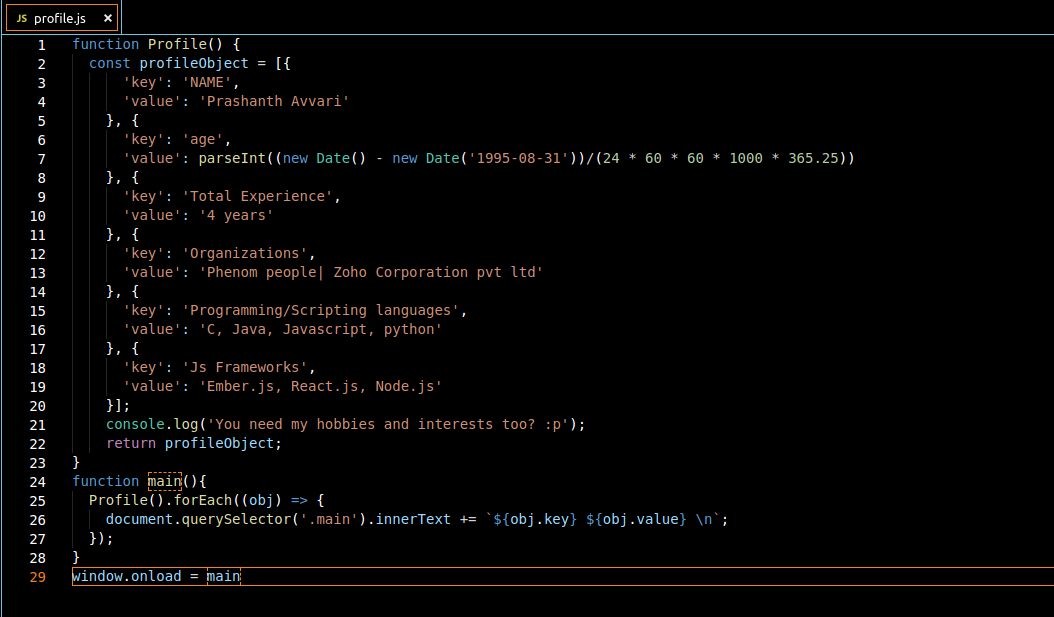 JS profile.js ×
1 function Profile() {
2   const profileObject = [{
3       'key': 'NAME',
4       'value': 'Prashanth Avvari'
5     }, {
6       'key': 'age',
7       'value': parseInt((new Date() - new Date('1995-08-31'))/(24 * 60 * 60 * 1000 * 365.25))
8     }, {
9       'key': 'Total Experience',
10       'value': '4 years'
11     }, {
12       'key': 'Organizations',
13       'value': 'Phenom people| Zoho Corporation pvt ltd'
14     }, {
15       'key': 'Programming/Scripting languages',
16       'value': 'C, Java, Javascript, python'
17     }, {
18       'key': 'Js Frameworks',
19       'value': 'Ember.js, React.js, Node.js'
20     }];
21     console.log('You need my hobbies and interests too? :p');
22     return profileObject;
23 }
24 function main(){
25   Profile().forEach((obj) => {
26     document.querySelector('.main').innerText += `${obj.key} ${obj.value} \n`;
27   });
28 }
29 window.onload = main